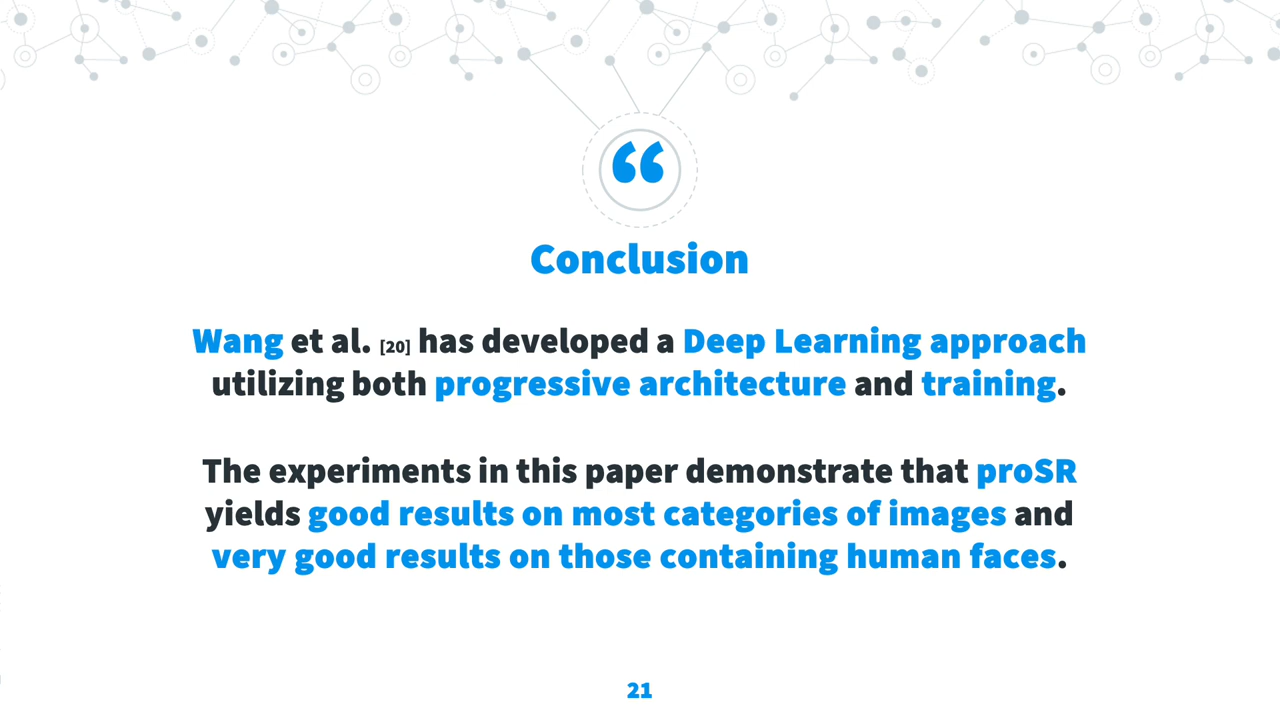 “
Conclusion
Wang et al. [20] has developed a Deep Learning approach
utilizing both progressive architecture and training.
The experiments in this paper demonstrate that proSR
yields good results on most categories of images and
very good results on those containing human faces.
21